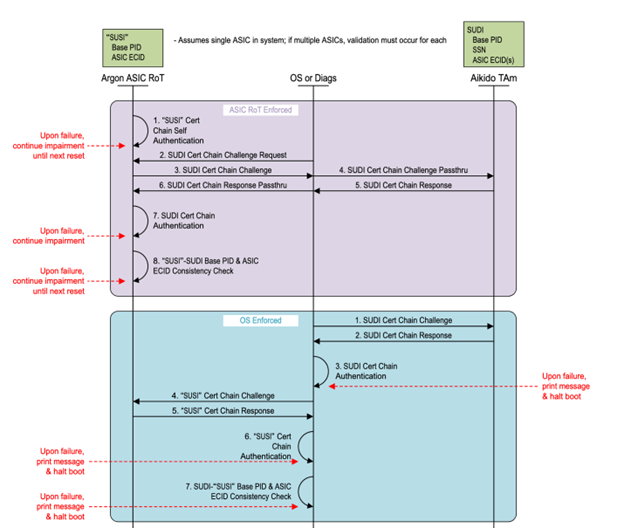 "SUSI"
Base PID
ASIC ECID
- Assumes single ASIC in system; if multiple ASICs, validation must occur for each
SUDI
Base PID
SSN
ASIC ECID(s)
Argon ASIC RoT
OS or Diags
Aikido TAm
ASIC RoT Enforced
1. "SUSI" Cert
Chain Self
Authentication
Upon failure,
continue impairment
until next reset
2. SUDI Cert Chain Challenge Request
3. SUDI Cert Chain Challenge
4. SUDI Cert Chain Challenge Passthru
6. SUDI Cert Chain Response Passthru
5. SUDI Cert Chain Response
7. SUDI Cert Chain
Authentication
Upon failure,
continue impairment
8. "SUSI"-SUDI Base PID & ASIC
ECID Consistency Check
Upon failure,
continue impairment
until next reset
OS Enforced
1. SUDI Cert Chain Challenge
2. SUDI Cert Chain Response
3. SUDI Cert Chain
Authentication
Upon failure,
print message
& halt boot
4. "SUSI" Cert Chain Challenge
5. "SUSI" Cert Chain Response
6. "SUSI" Cert
Chain
Authentication
Upon failure,
print message
& halt boot
7. SUDI-"SUSI" Base PID & ASIC
ECID Consistency Check
Upon failure,
print message
& halt boot